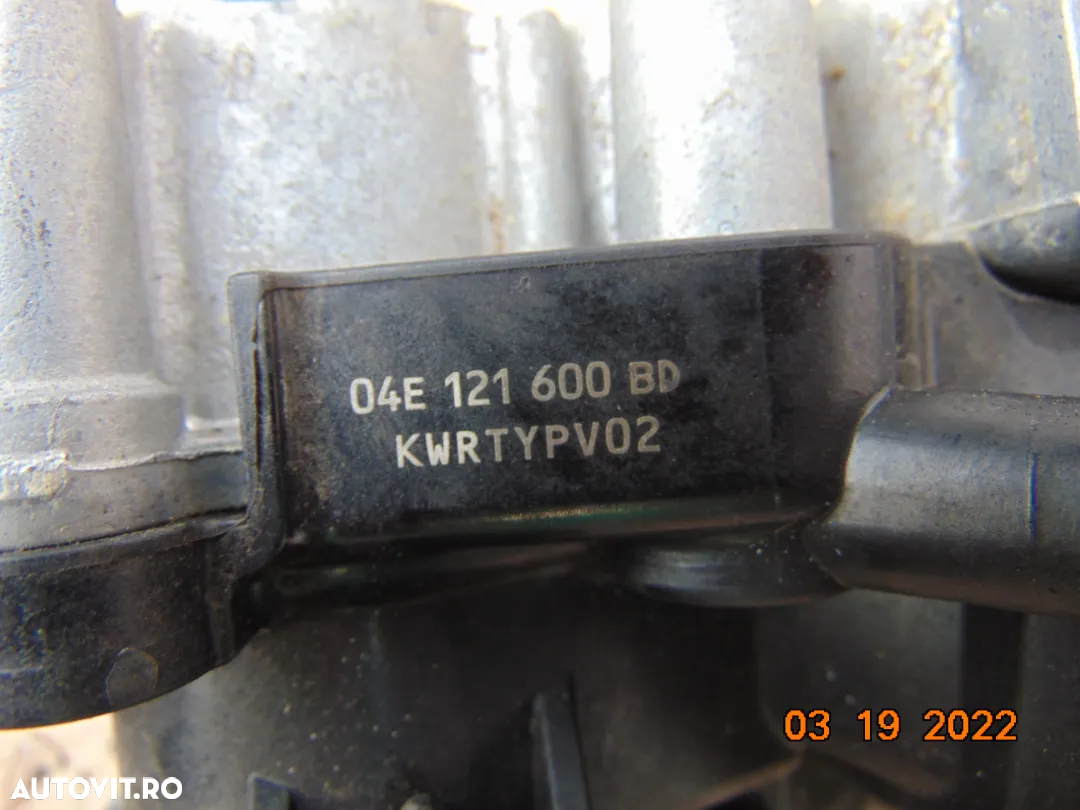 04E 121 600 BD
KWRTYPV02
03 19 2022
AUTOVIT.RO